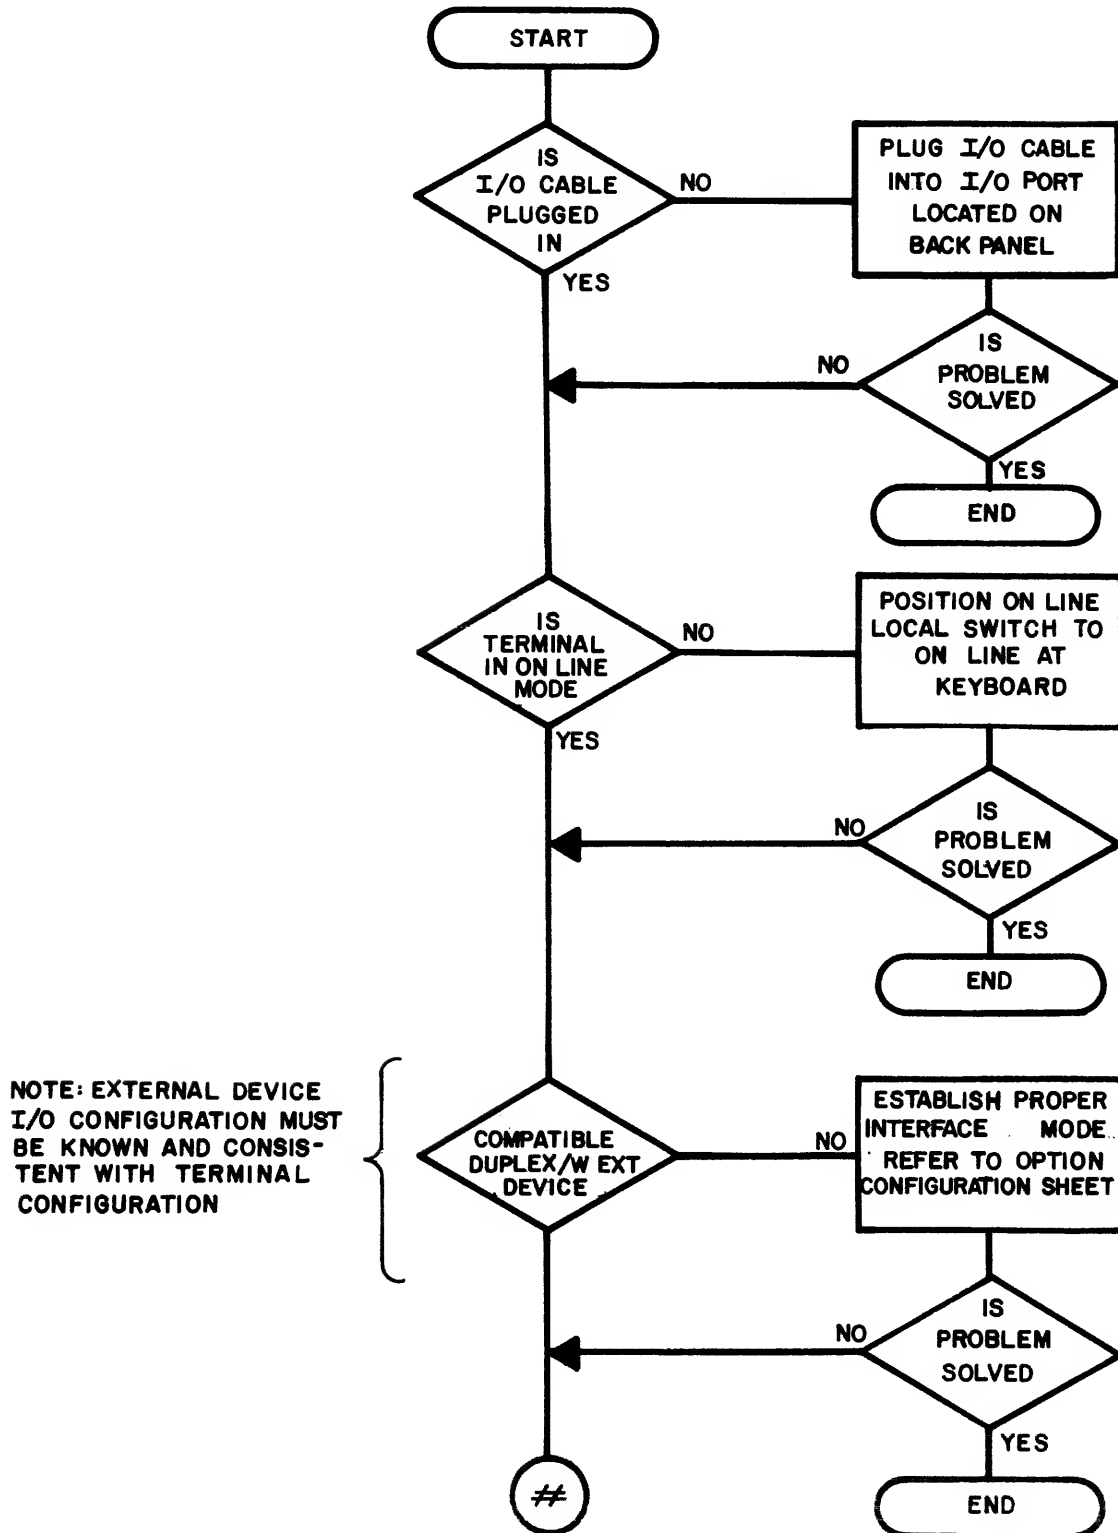 START
IS
I/O CABLE
PLUGGED
IN
NO
YES
PLUG I/O CABLE
INTO I/O PORT
LOCATED ON
BACK PANEL
IS
PROBLEM
SOLVED
NO
YES
END
IS
TERMINAL
IN ON LINE
MODE
NO
YES
POSITION ON LINE
LOCAL SWITCH TO
ON LINE AT
KEYBOARD
IS
PROBLEM
SOLVED
NO
YES
END
NOTE: EXTERNAL DEVICE
I/O CONFIGURATION MUST
BE KNOWN AND CONSIS-
TENT WITH TERMINAL
CONFIGURATION
COMPATIBLE
DUPLEX/W EXT
DEVICE
NO
ESTABLISH PROPER
INTERFACE MODE.
REFER TO OPTION
CONFIGURATION SHEET
IS
PROBLEM
SOLVED
NO
YES
END
#